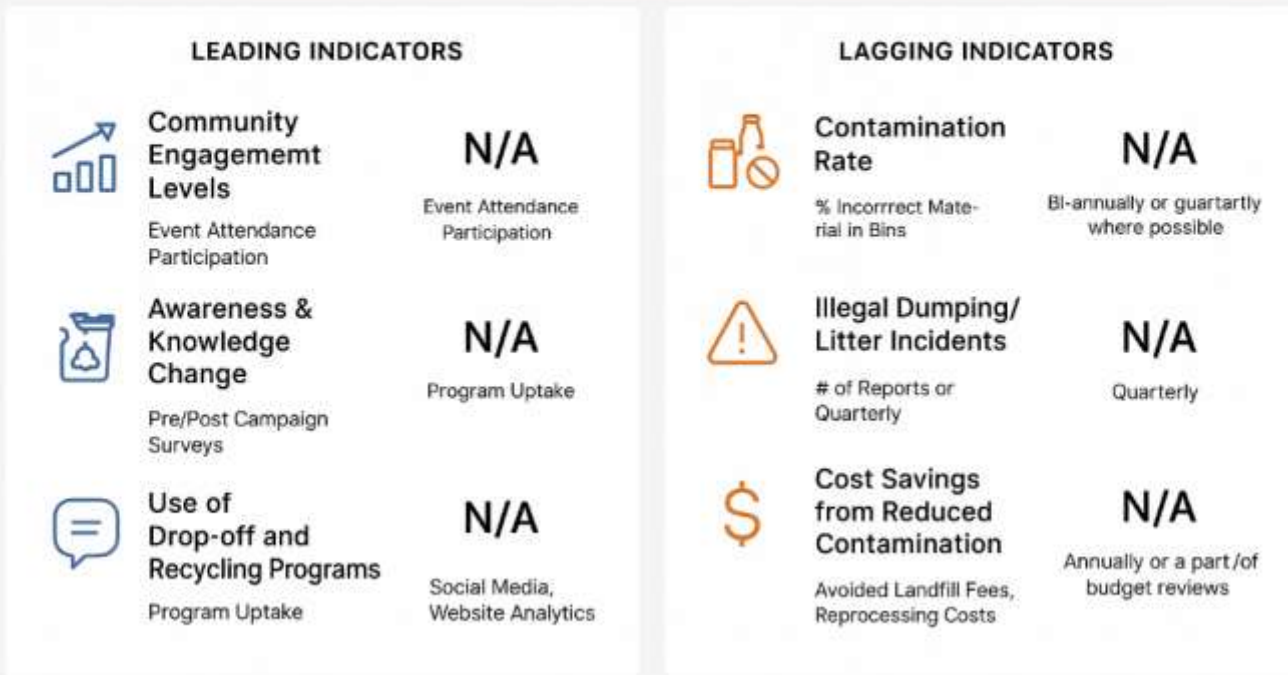 LEADING INDICATORS
Community
Engagememt
Levels
Event Attendance
Participation
N/A
Event Attendance
Participation
Awareness &
Knowledge
Change
Pre/Post Campaign
Surveys
N/A
Program Uptake
Use of
Drop-off and
Recycling Programs
Program Uptake
N/A
Social Media,
Website Analytics
LAGGING INDICATORS
Contamination
Rate
% Incorrrect Mate-
rial in Bins
N/A
BI-annually or guartartly
where possible
Illegal Dumping/
Litter Incidents
# of Reports or
Quarterly
N/A
Quarterly
Cost Savings
from Reduced
Contamination
Avoided Landfill Fees,
Reprocessing Costs
N/A
Annually or a part/of
budget reviews